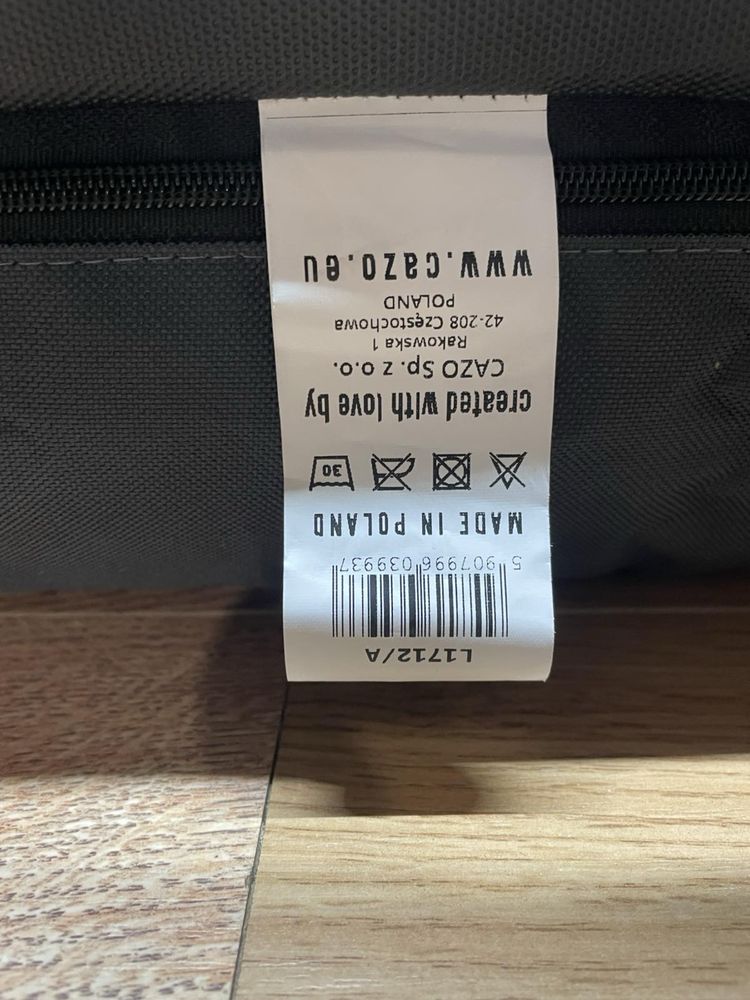 L1712/A
5 907996 039937
MADE IN POLAND
30
created with love by
CAZO Sp. z o.o.
Rakowska 1
42-208 Częstochowa
POLAND
www.cazo.eu